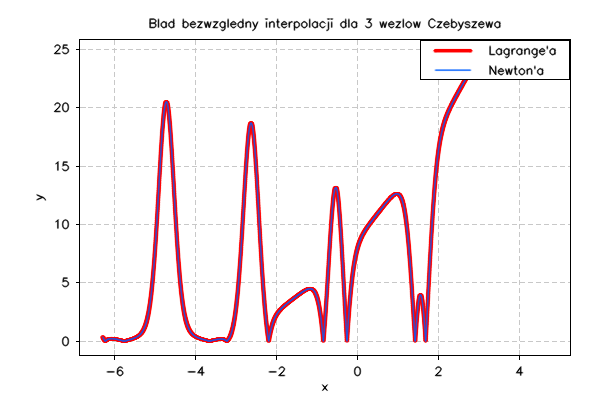 Blad bezwzgledny interpolacji dla 3 wezlow Czebyszewa
Lagrange'a
Newton'a
25
20
15
10
5
0
y
−6 −4 −2 0 2 4
x